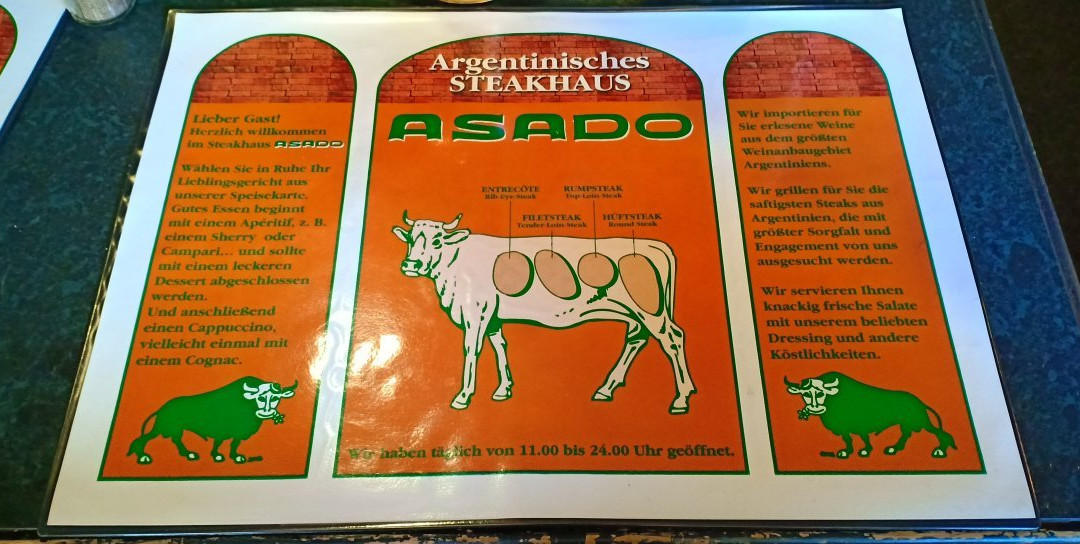 Lieber Gast!
Herzlich willkommen
im Steakhaus ASADO
Wählen Sie in Ruhe Ihr
Lieblingsgericht aus
unserer Speisekarte.
Gutes Essen beginnt
mit einem Apéritif, z. B.
einem Sherry oder
Campari... und sollte
mit einem leckeren
Dessert abgeschlossen
werden.
Und anschließend
einen Cappuccino,
vielleicht einmal mit
einem Cognac.
Argentinisches
STEAKHAUS
ASADO
ENTRECÔTE
Rib-Eye-Steak
RUMPSTEAK
Top-Loin-Steak
FILETSTEAK
Tender-Loin-Steak
HÜFTSTEAK
Round Steak
Wir haben täglich von 11.00 bis 24.00 Uhr geöffnet.
Wir importieren für
Sie erlesene Weine
aus dem größten
Weinanbaugebiet
Argentiniens.
Wir grillen für Sie die
saftigsten Steaks aus
Argentinien, die mit
größter Sorgfalt und
Engagement von uns
ausgesucht werden.
Wir servieren Ihnen
knackig frische Salate
mit unserem beliebten
Dressing und andere
Köstlichkeiten.